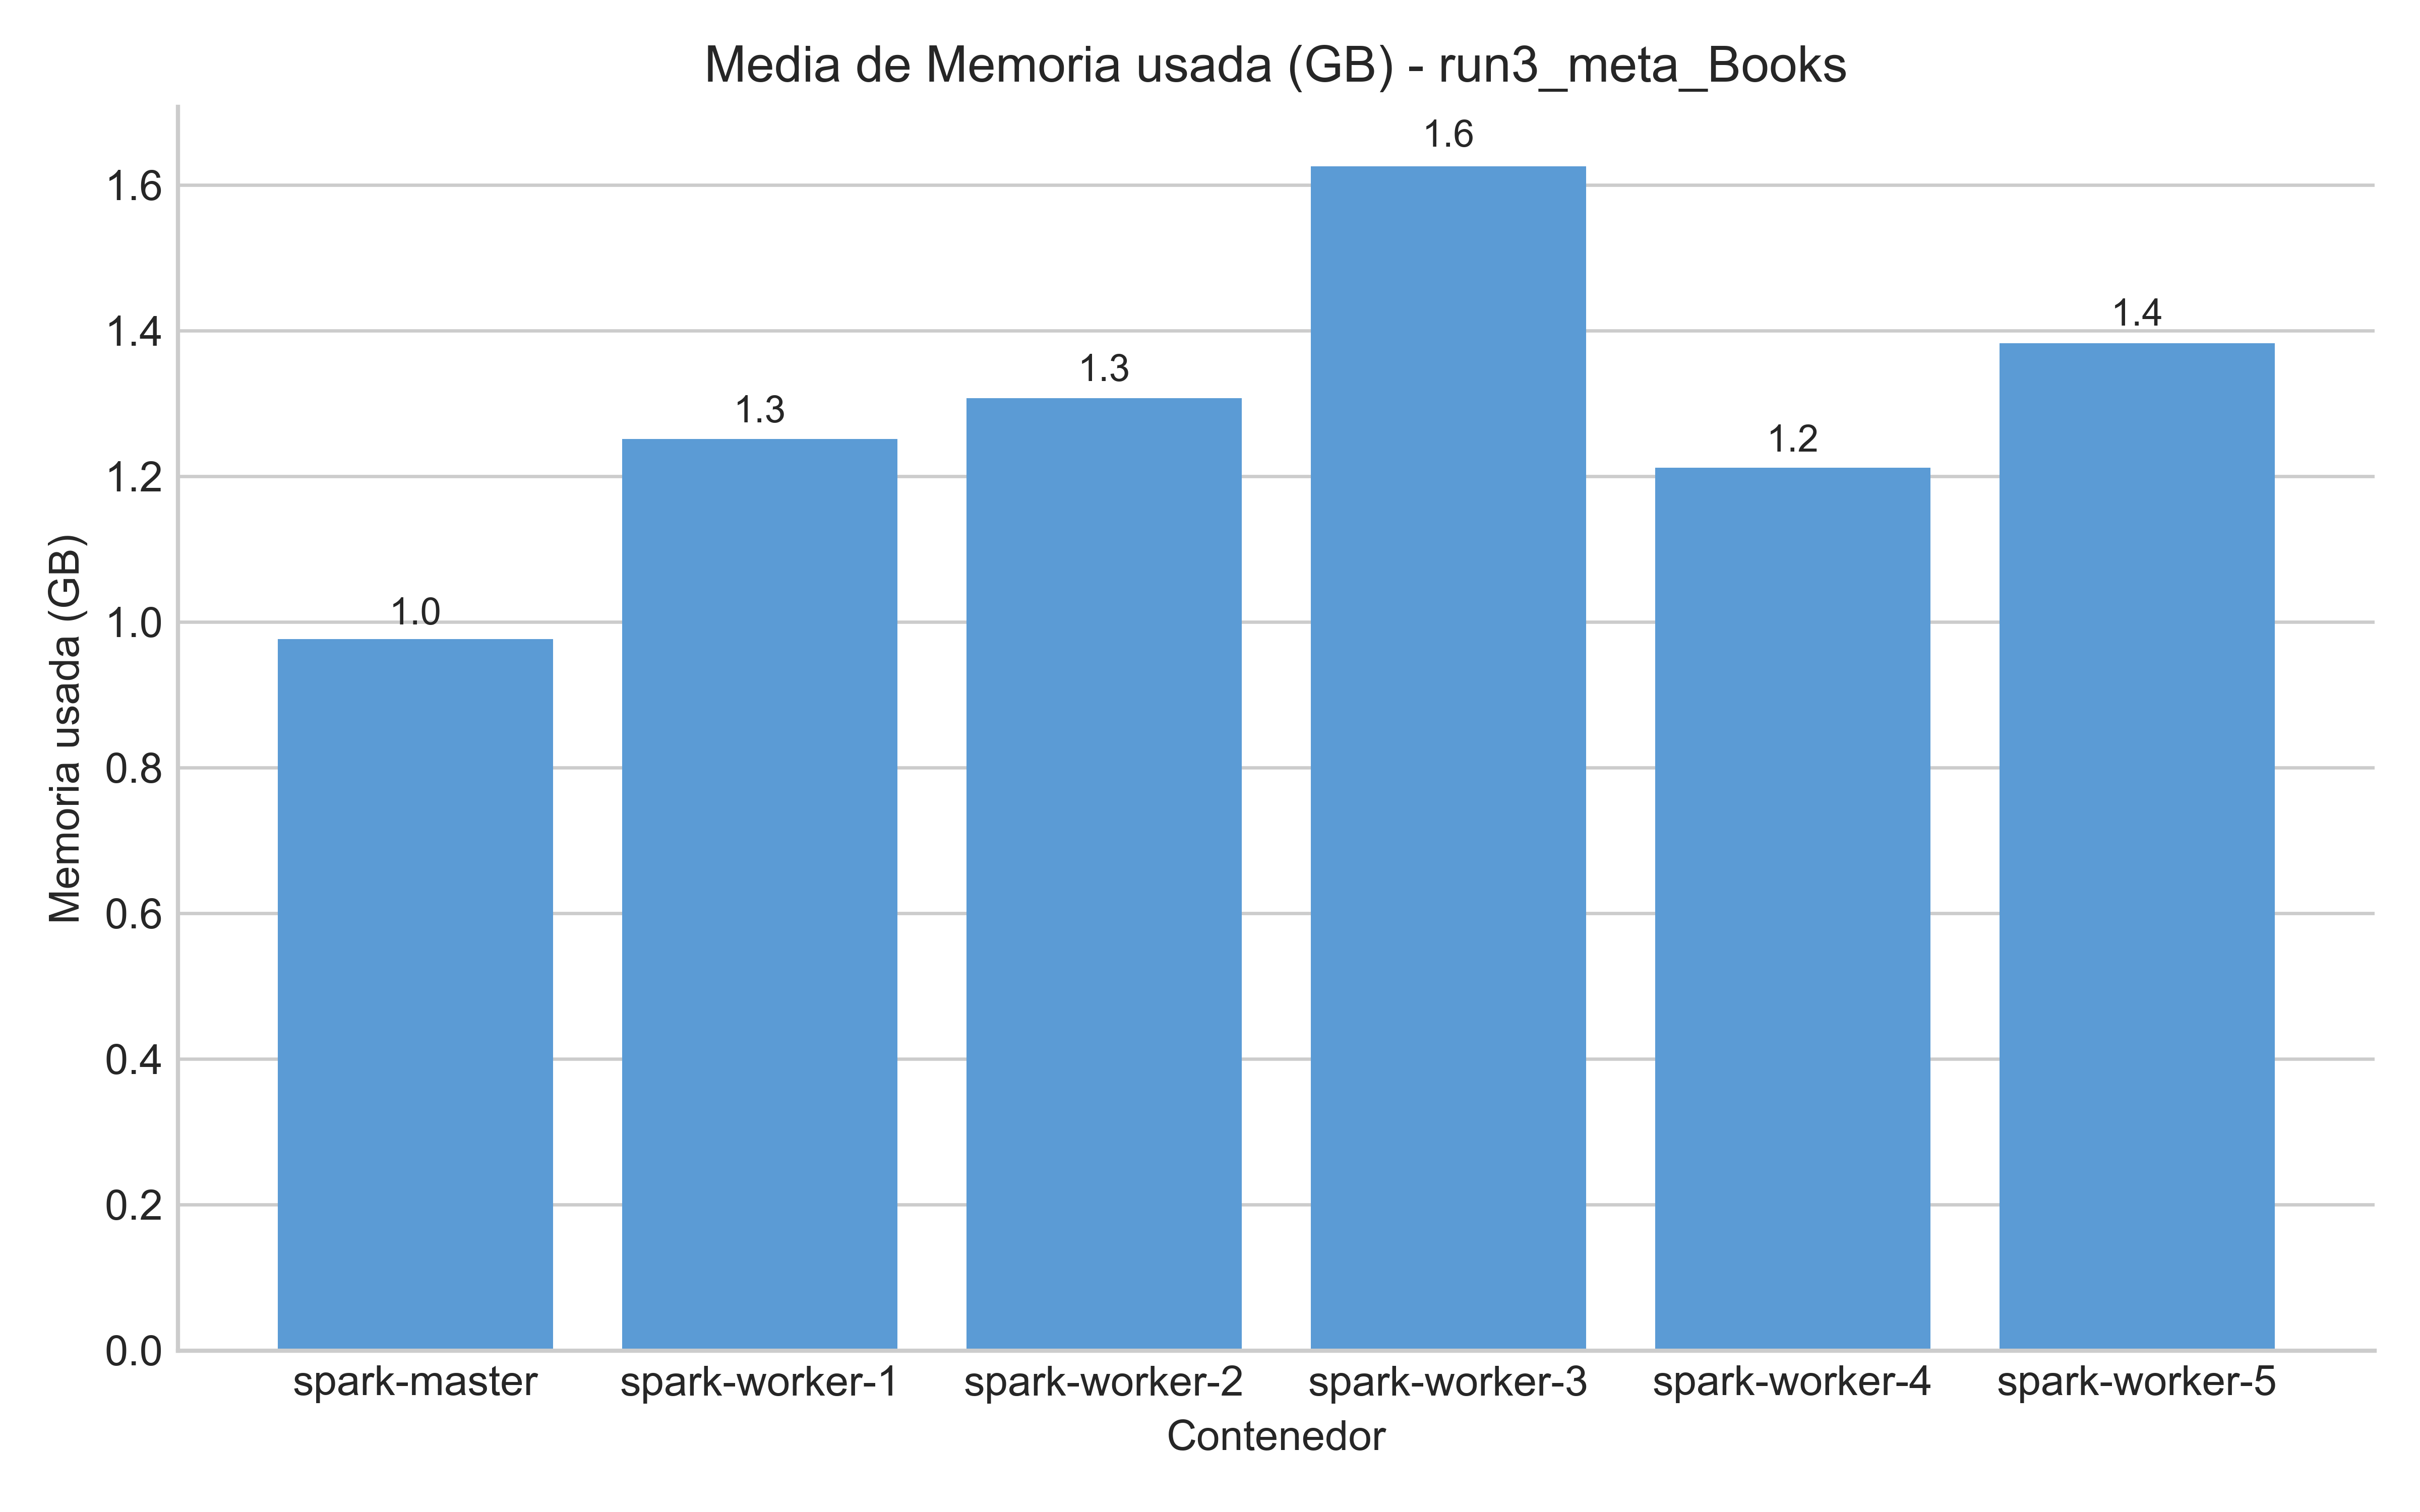 Media de Memoria usada (GB) - run3_meta_Books
Memoria usada (GB)
1.6
1.4
1.2
1.0
0.8
0.6
0.4
0.2
0.0
1.0
1.3
1.3
1.6
1.2
1.4
spark-master
spark-worker-1
spark-worker-2
spark-worker-3
spark-worker-4
spark-worker-5
Contenedor